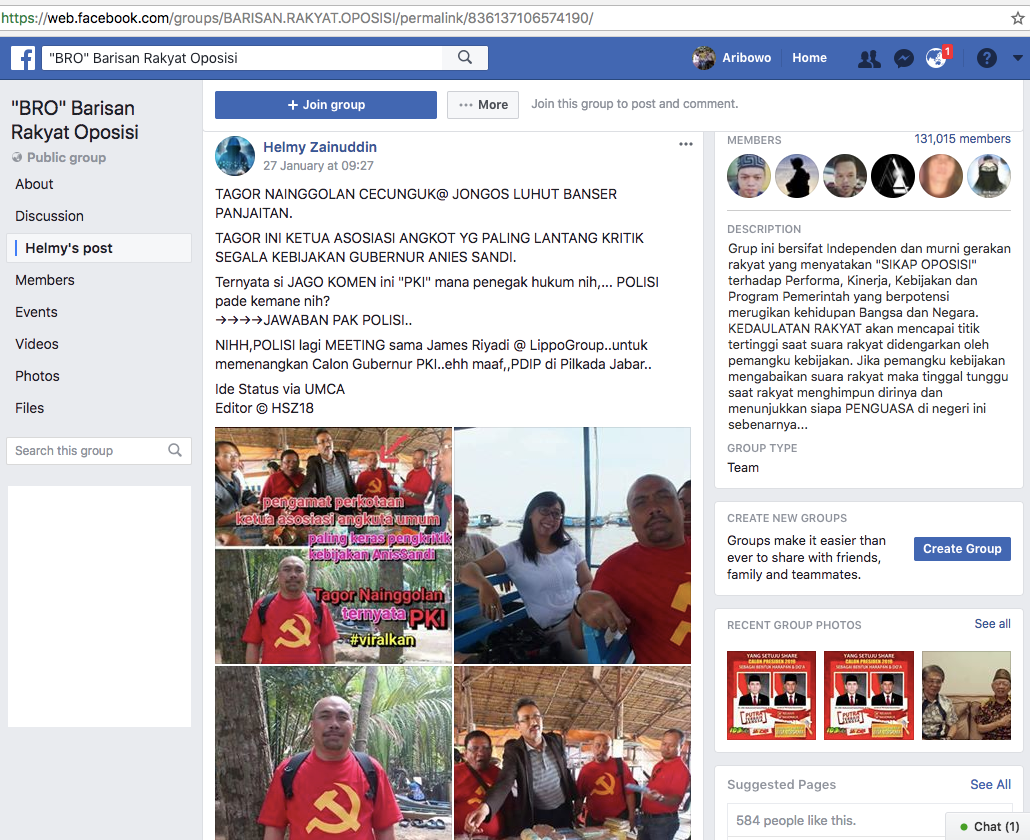 https://web.facebook.com/groups/BARISAN.RAKYAT.OPOSISI/permalink/836137106574190/
"BRO" Barisan Rakyat Oposisi
Aribowo
Home
1
?
"BRO" Barisan
Rakyat Oposisi
Public group
About
Discussion
Helmy's post
Members
Events
Videos
Photos
Files
Search this group
+ Join group
··· More
Join this group to post and comment.
Helmy Zainuddin
27 January at 09:27
TAGOR NAINGGOLAN CECUNGUK@ JONGOS LUHUT BANSER
PANJAITAN.
TAGOR INI KETUA ASOSIASI ANGKOT YG PALING LANTANG KRITIK
SEGALA KEBIJAKAN GUBERNUR ANIES SANDI.
Ternyata si JAGO KOMEN ini "PKI" mana penegak hukum nih,... POLISI
pade kemane nih?
→→→→JAWABAN PAK POLISI..
NIHH,POLISI lagi MEETING sama James Riyadi @ LippoGroup..untuk
memenangkan Calon Gubernur PKI..ehh maaf,,PDIP di Pilkada Jabar..
Ide Status via UMCA
Editor © HSZ18
pengamat perkotaan
ketua asosiasi angkuta umum
paling keras pengkritik
kebijakan AnisSandi
Tagor Nainggolan
ternyata PKI
#viralkan
MEMBERS
131,015 members
DESCRIPTION
Grup ini bersifat Independen dan murni gerakan
rakyat yang menyatakan "SIKAP OPOSISI"
terhadap Performa, Kinerja, Kebijakan dan
Program Pemerintah yang berpotensi
merugikan kehidupan Bangsa dan Negara.
KEDAULATAN RAKYAT akan mencapai titik
tertinggi saat suara rakyat didengarkan oleh
pemangku kebijakan. Jika pemangku kebijakan
mengabaikan suara rakyat maka tinggal tunggu
saat rakyat menghimpun dirinya dan
menunjukkan siapa PENGUASA di negeri ini
sebenarnya...
GROUP TYPE
Team
CREATE NEW GROUPS
Groups make it easier than
ever to share with friends,
family and teammates.
Create Group
RECENT GROUP PHOTOS
See all
YANG SETUJU SHARE
CALON PRESIDEN 2019
SEBAGAI BENTUK HARAPAN & DO'A
YANG SETUJU SHARE
CALON PRESIDEN 2019
SEBAGAI BENTUK HARAPAN & DO'A
Suggested Pages
See All
584 people like this.
Chat (1)